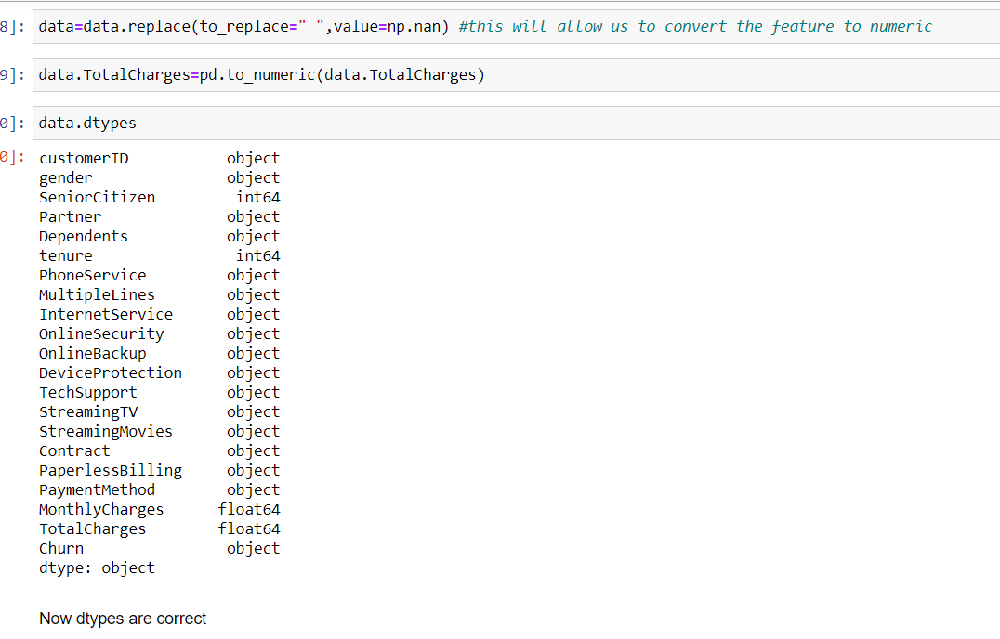 8]: data=data.replace(to_replace=" ",value=np.nan) #this will allow us to convert the feature to numeric
9]: data.TotalCharges=pd.to_numeric(data.TotalCharges)
0]: data.dtypes
0]: customerID object
gender object
SeniorCitizen int64
Partner object
Dependents object
tenure int64
PhoneService object
MultipleLines object
InternetService object
OnlineSecurity object
OnlineBackup object
DeviceProtection object
TechSupport object
StreamingTV object
StreamingMovies object
Contract object
PaperlessBilling object
PaymentMethod object
MonthlyCharges float64
TotalCharges float64
Churn object
dtype: object
Now dtypes are correct